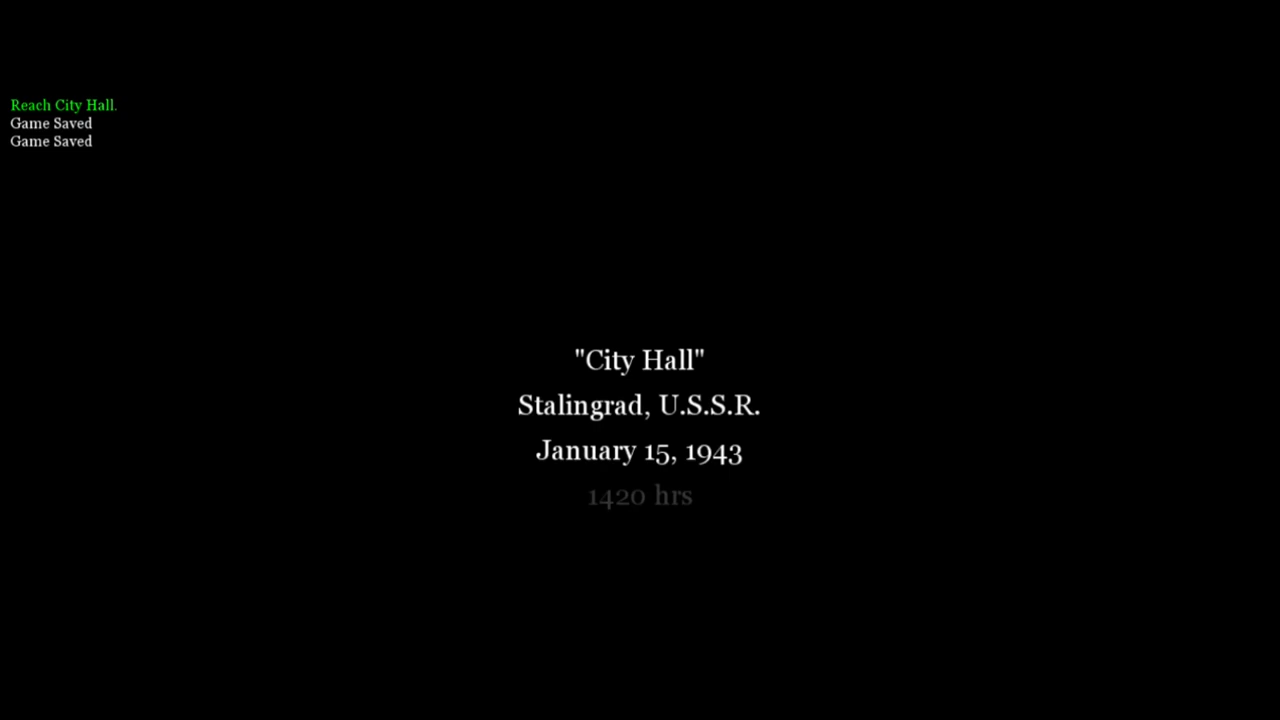 Reach City Hall.
Game Saved
Game Saved
"City Hall"
Stalingrad, U.S.S.R.
January 15, 1943
1420 hrs